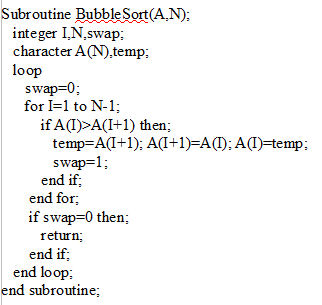 Subroutine BubbleSort(A,N);
integer I,N,swap;
character A(N),temp;
loop
swap=0;
for I=1 to N-1;
if A(I)>A(I+1) then;
temp=A(I+1); A(I+1)=A(I); A(I)=temp;
swap=1;
end if;
end for;
if swap=0 then;
return;
end if;
end loop;
end subroutine;